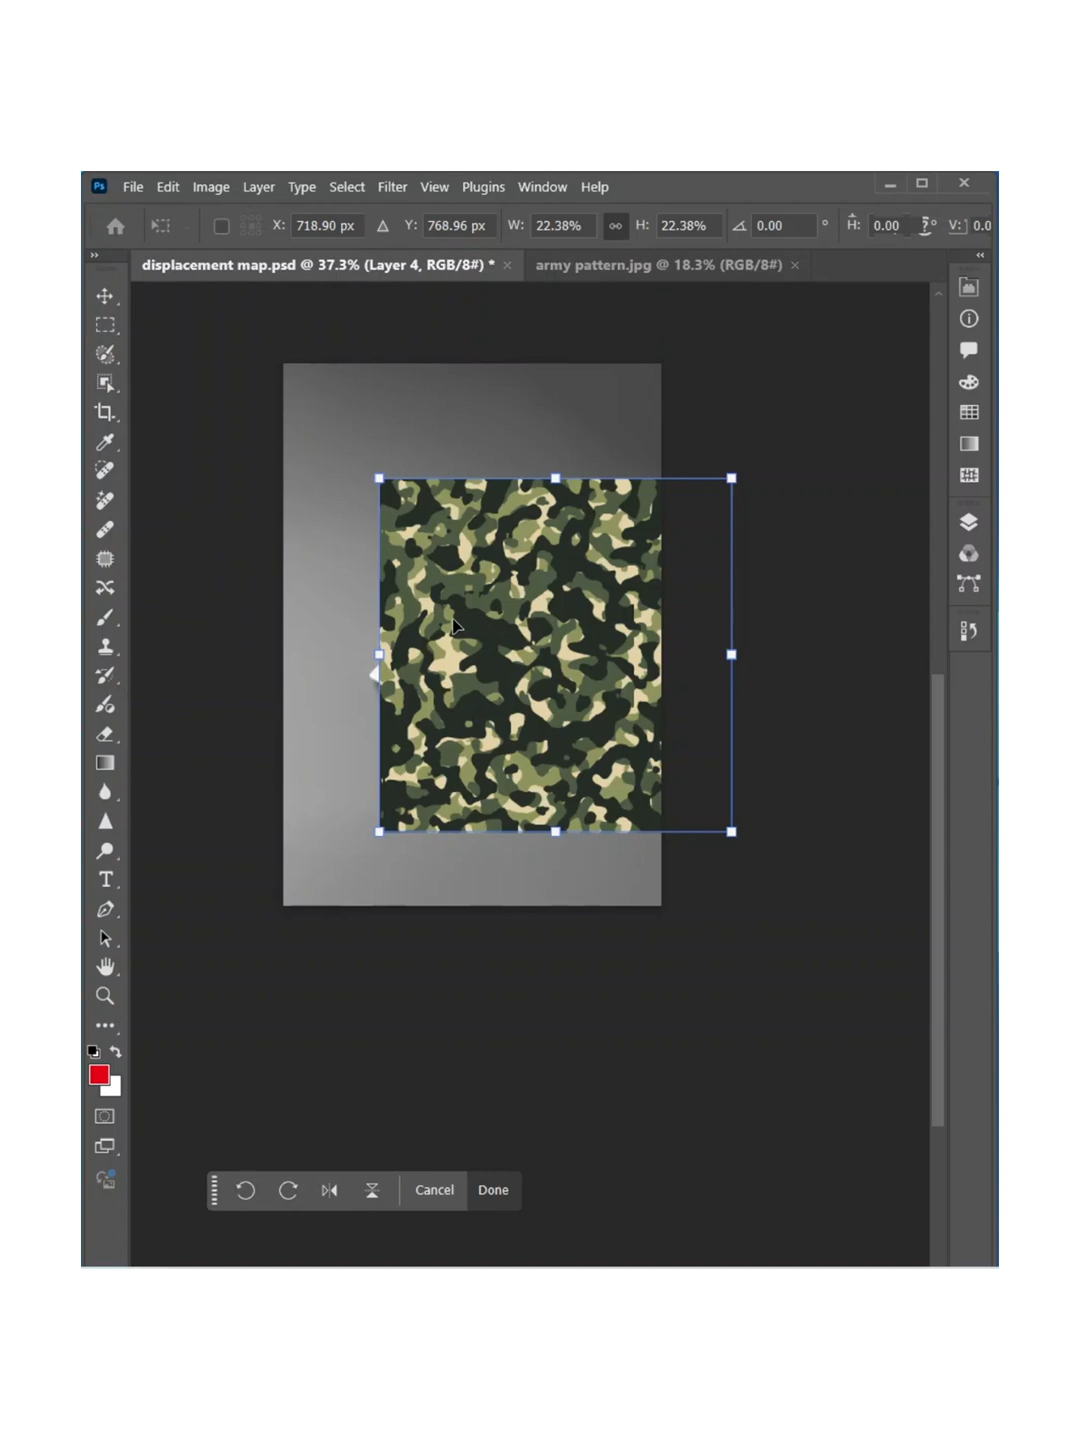 Ps File Edit Image Layer Type Select Filter View Plugins Window Help
X: 718.90 px Y: 768.96 px W: 22.38% H: 22.38% 0.00 ° H: 0.00 ° V: 0.0
displacement map.psd @ 37.3% (Layer 4, RGB/8#) * × army pattern.jpg @ 18.3% (RGB/8#) ×
T
Cancel Done